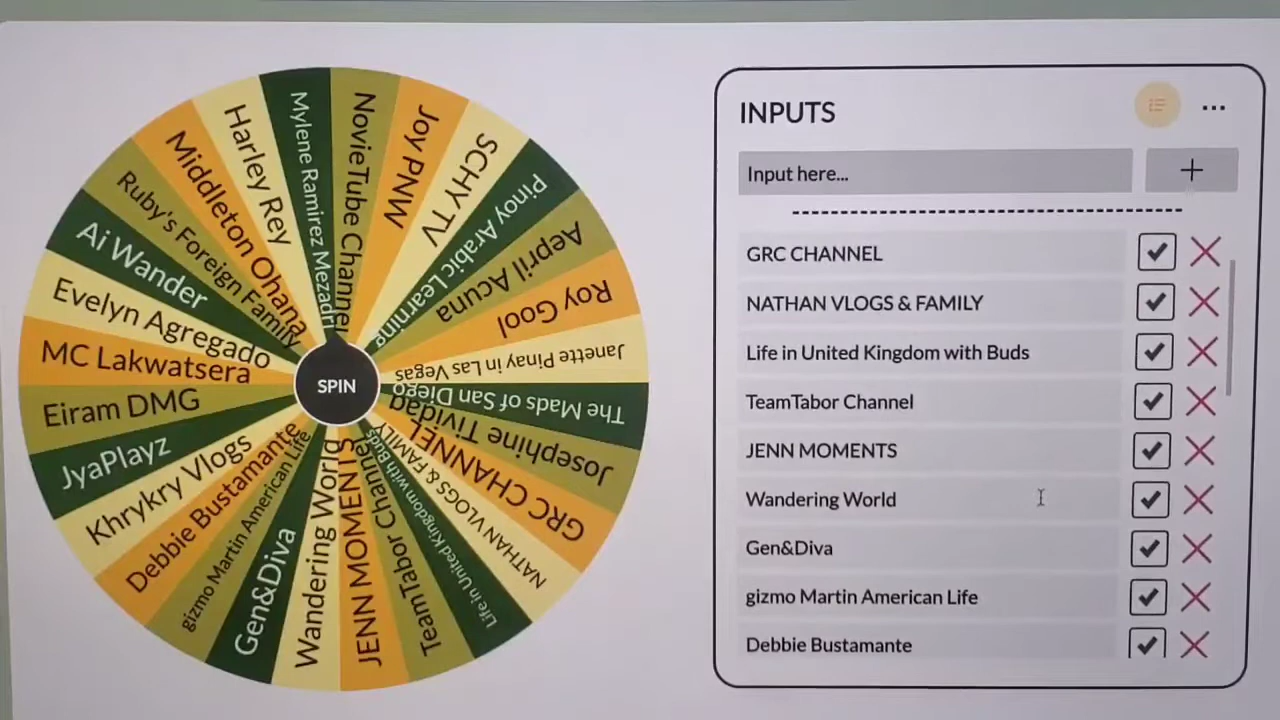 Mylene Ramirez Mezadri
Novie Tube Channel
Joy PNW
SCHY TV
Pinoy Arabic Learning
Aepril Acuna
Roy Gool
Janette Pinay in Las Vegas
The Mads of San Diego
Josephine Tividad
GRC CHANNEL
NATHAN VLOGS & FAMILY
Life in United Kingdom with Buds
TeamTabor Channel
JENN MOMENTS
Wandering World
Gen&Diva
gizmo Martin American Life
Debbie Bustamante
Khrykry Vlogs
JyaPlayz
Eiram DMG
MC Lakwatsera
Evelyn Agregado
Ai Wander
Ruby's Foreign Family
Middleton Ohana
Harley Rey
SPIN
INPUTS
Input here...
GRC CHANNEL
NATHAN VLOGS & FAMILY
Life in United Kingdom with Buds
TeamTabor Channel
JENN MOMENTS
Wandering World
Gen&Diva
gizmo Martin American Life
Debbie Bustamante